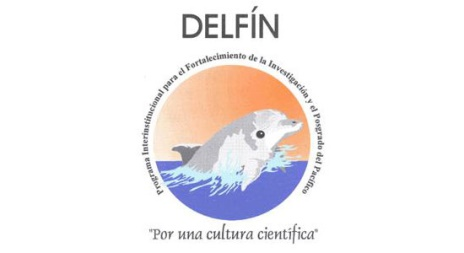 DELFÍN
Programa Interinstitucional para el Fortalecimiento de la Investigación y el Posgrado del Pacífico
"Por una cultura científica"